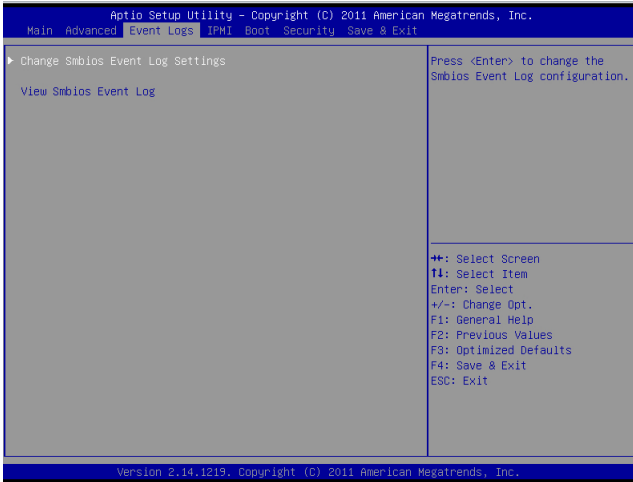 Aptio Setup Utility – Copyright (C) 2011 American Megatrends, Inc.
Main Advanced Event Logs IPMI Boot Security Save & Exit
Change Smbios Event Log Settings
View Smbios Event Log
Press <Enter> to change the
Smbios Event Log configuration.
→←: Select Screen
↑↓: Select Item
Enter: Select
+/-: Change Opt.
F1: General Help
F2: Previous Values
F3: Optimized Defaults
F4: Save & Exit
ESC: Exit
Version 2.14.1219. Copyright (C) 2011 American Megatrends, Inc.